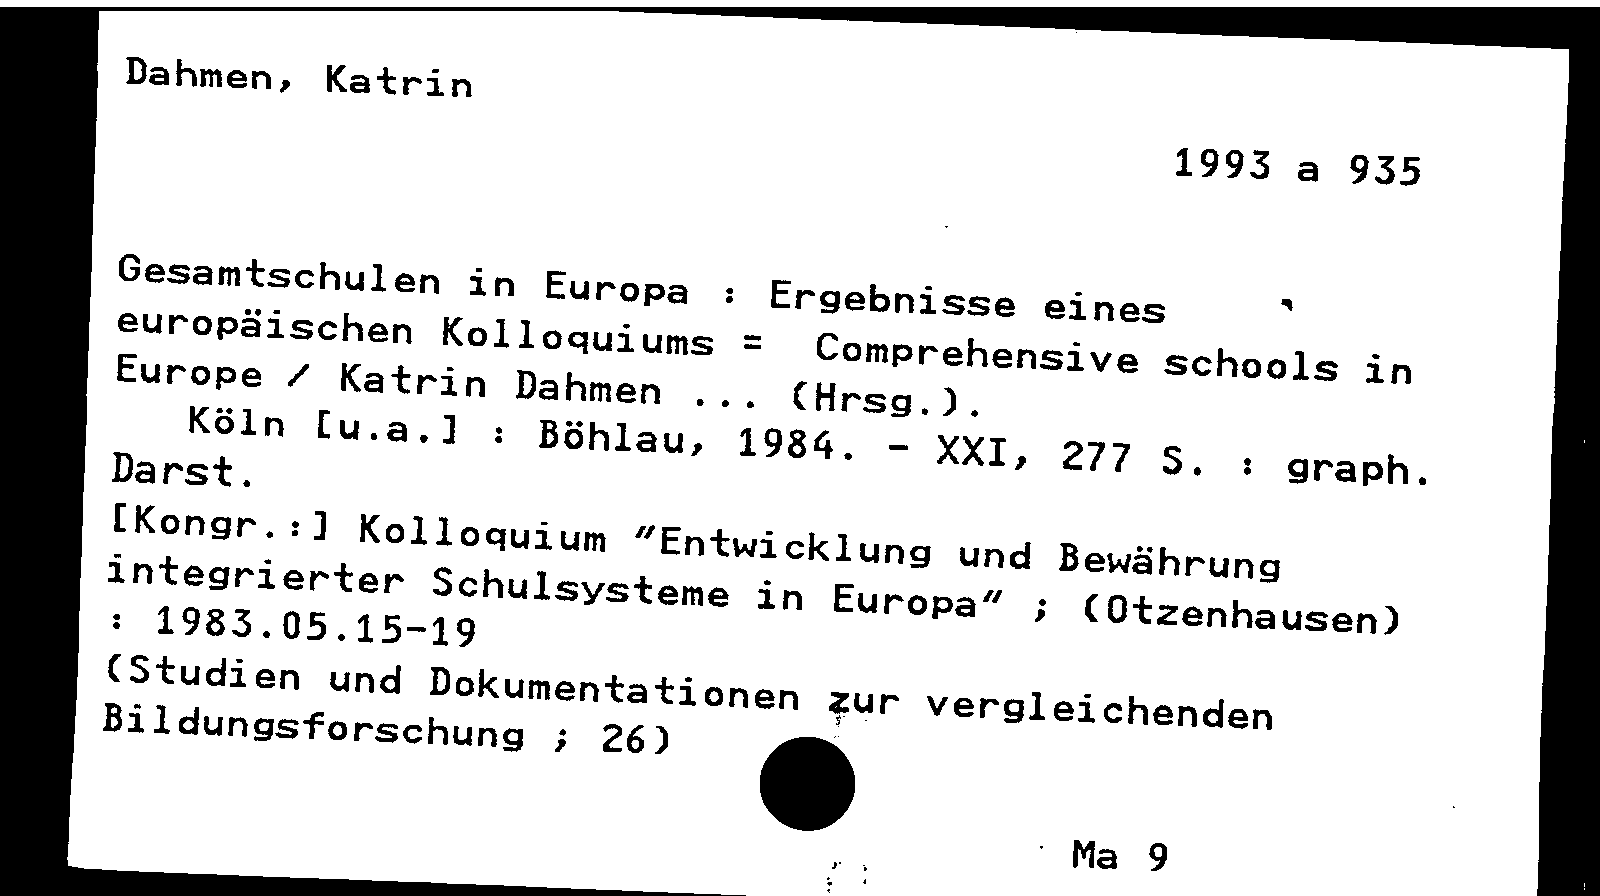 Dahmen, Katrin
1993 a 935
Gesamtschulen in Europa : Ergebnisse eines
europäischen Kolloquiums = Comprehensive schools in
Europe / Katrin Dahmen ... (Hrsg.).
Köln [u.a.] : Böhlau, 1984. - XXI, 277 S. : graph.
Darst.
[Kongr.:] Kolloquium "Entwicklung und Bewährung
integrierter Schulsysteme in Europa" ; (Otzenhausen)
: 1983.05.15-19
(Studien und Dokumentationen zur vergleichenden
Bildungsforschung ; 26)
Ma 9